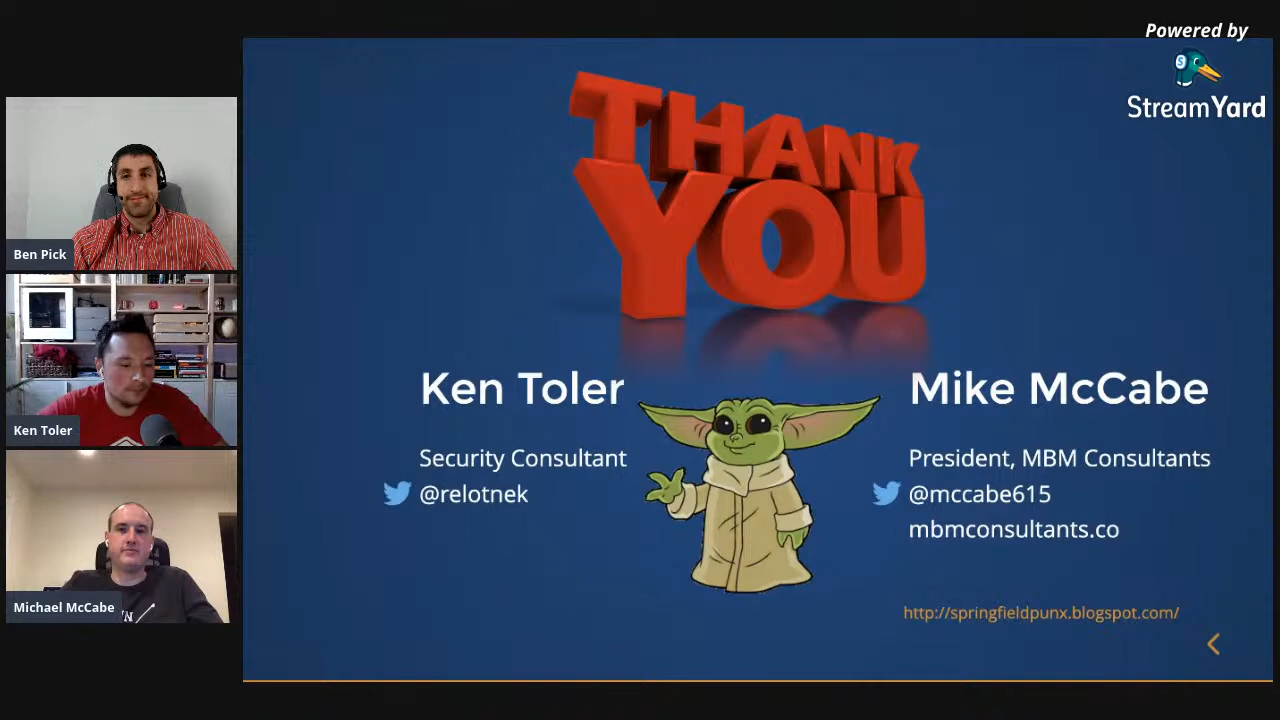 Powered by
StreamYard
THANK
YOU
Ben Pick
Ken Toler
Michael McCabe
Ken Toler
Security Consultant
@relotnek
Mike McCabe
President, MBM Consultants
@mccabe615
mbmconsultants.co
http://springfieldpunx.blogspot.com/